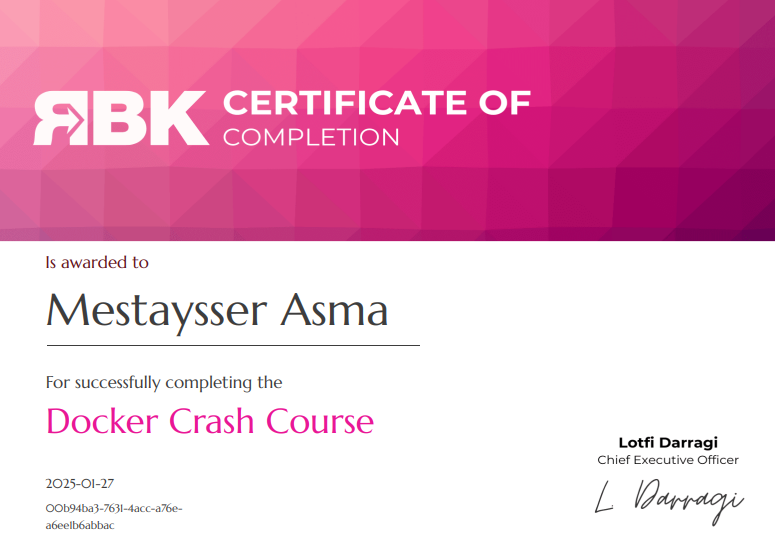 RBK
CERTIFICATE OF
COMPLETION
Is awarded to
Mestaysser Asma
For successfully completing the
Docker Crash Course
Lotfi Darragi
Chief Executive Officer
L. Darragi
2025-01-27
00b94ba3-7631-4acc-a76e-
a6ee1b6abbac